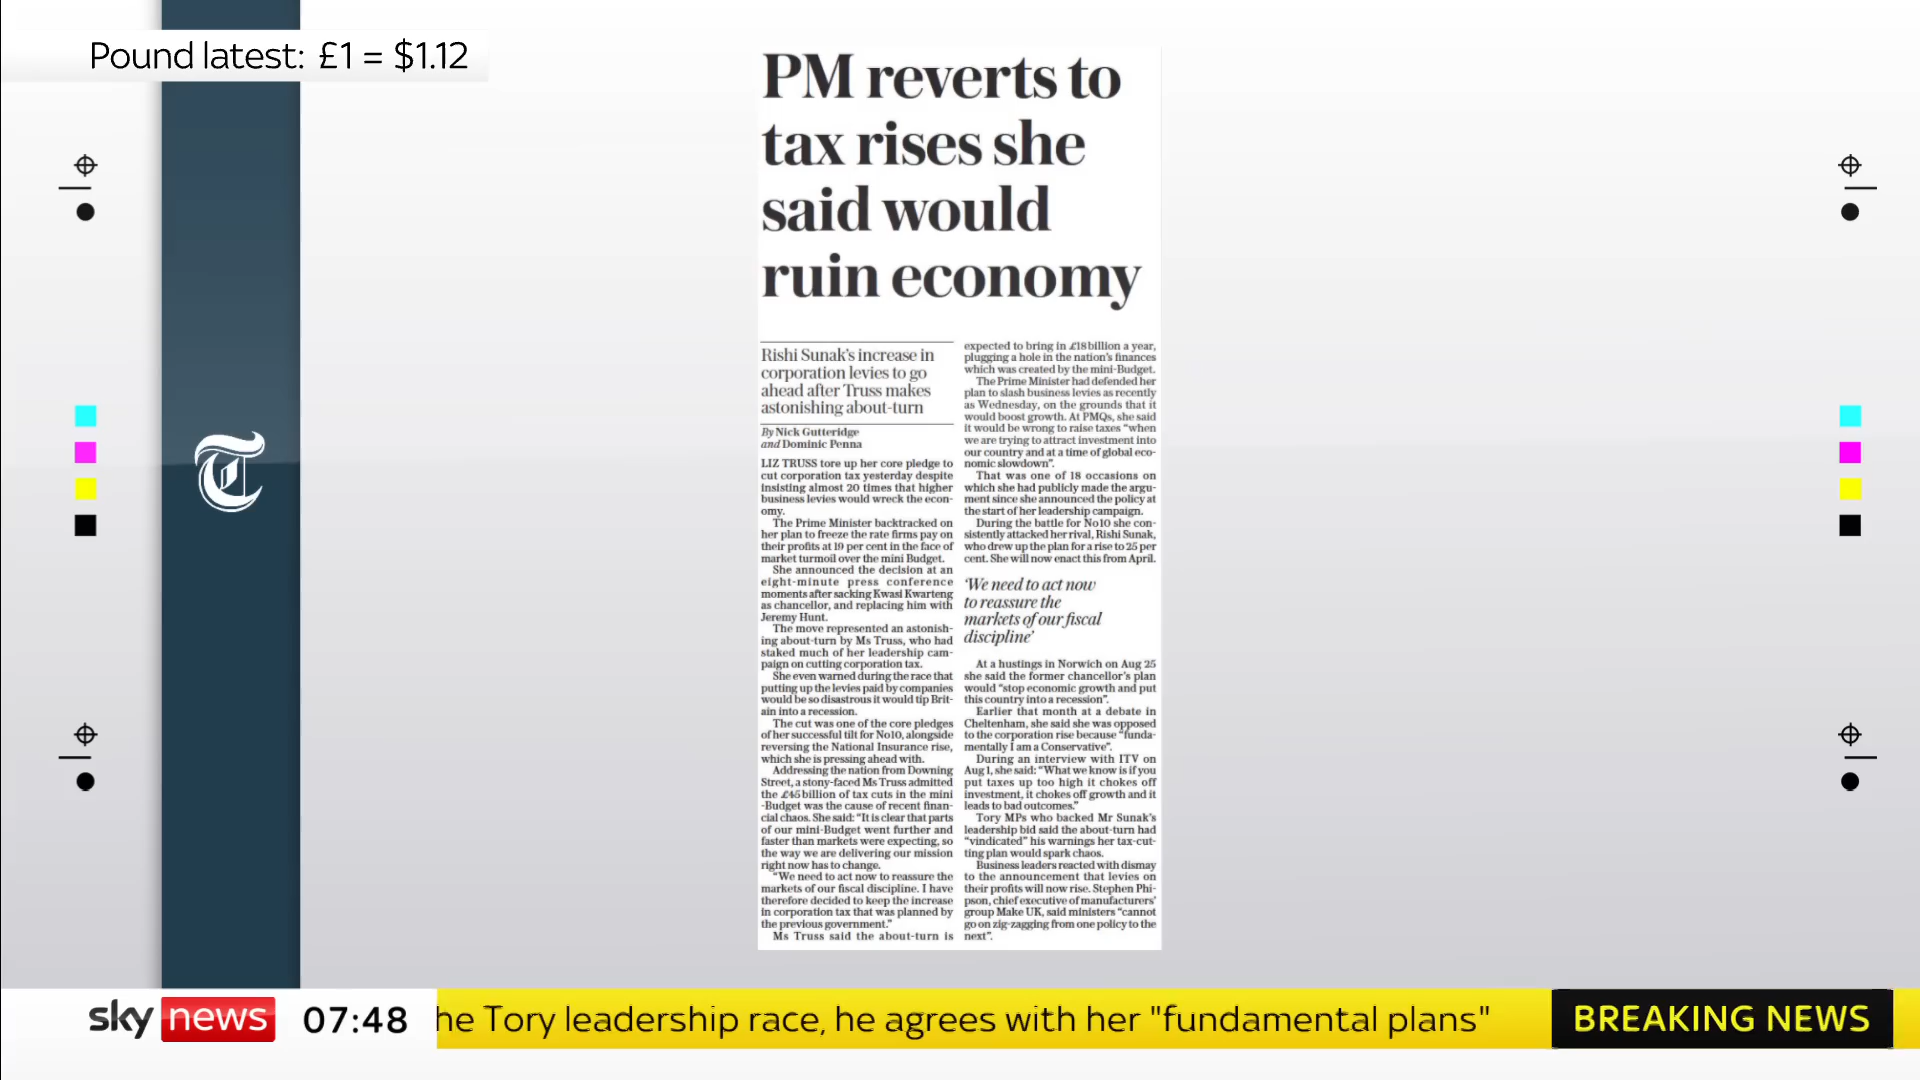 Pound latest: £1 = $1.12
PM reverts to
tax rises she
said would
ruin economy
Rishi Sunak's increase in
corporation levies to go
ahead after Truss makes
astonishing about-turn
By Nick Gutteridge
and Dominic Penna
LIZ TRUSS tore up her core pledge to
cut corporation tax yesterday despite
insisting almost 20 times that higher
business levies would wreck the econ-
omy.
The Prime Minister backtracked on
her plan to freeze the rate firms pay on
their profits at 19 per cent in the face of
market turmoil over the mini Budget.
She announced the decision at an
eight-minute press conference
moments after sacking Kwasi Kwarteng
as chancellor, and replacing him with
Jeremy Hunt.
The move represented an astonish-
ing about-turn by Ms Truss, who had
staked much of her leadership cam-
paign on cutting corporation tax.
She even warned during the race that
putting up the levies paid by companies
would be so disastrous it would tip Brit-
ain into a recession.
The cut was one of the core pledges
of her successful tilt for No10, alongside
reversing the National Insurance rise,
which she is pressing ahead with.
Addressing the nation from Downing
Street, a stony-faced Ms Truss admitted
the £45billion of tax cuts in the mini
-Budget was the cause of recent finan-
cial chaos. She said: "It is clear that parts
of our mini-Budget went further and
faster than markets were expecting, so
the way we are delivering our mission
right now has to change.
"We need to act now to reassure the
markets of our fiscal discipline. I have
therefore decided to keep the increase
in corporation tax that was planned by
the previous government."
Ms Truss said the about-turn is
expected to bring in £18billion a year,
plugging a hole in the nation's finances
which was created by the mini-Budget.
The Prime Minister had defended her
plan to slash business levies as recently
as Wednesday, on the grounds that it
would boost growth. At PMQs, she said
it would be wrong to raise taxes "when
we are trying to attract investment into
our country and at a time of global eco-
nomic slowdown".
That was one of 18 occasions on
which she had publicly made the argu-
ment since she announced the policy at
the start of her leadership campaign.
During the battle for No10 she con-
sistently attacked her rival, Rishi Sunak,
who drew up the plan for a rise to 25 per
cent. She will now enact this from April.
'We need to act now
to reassure the
markets of our fiscal
discipline'
At a hustings in Norwich on Aug 25
she said the former chancellor's plan
would "stop economic growth and put
this country into a recession".
Earlier that month at a debate in
Cheltenham, she said she was opposed
to the corporation rise because "funda-
mentally I am a Conservative".
During an interview with ITV on
Aug 1, she said: "What we know is if you
put taxes up too high it chokes off
investment, it chokes off growth and it
leads to bad outcomes."
Tory MPs who backed Mr Sunak's
leadership bid said the about-turn had
"vindicated" his warnings her tax-cut-
ting plan would spark chaos.
Business leaders reacted with dismay
to the announcement that levies on
their profits will now rise. Stephen Phi-
pson, chief executive of manufacturers'
group Make UK, said ministers "cannot
go on zig-zagging from one policy to the
next".
T
sky news 07:48 he Tory leadership race, he agrees with her "fundamental plans" BREAKING NEWS